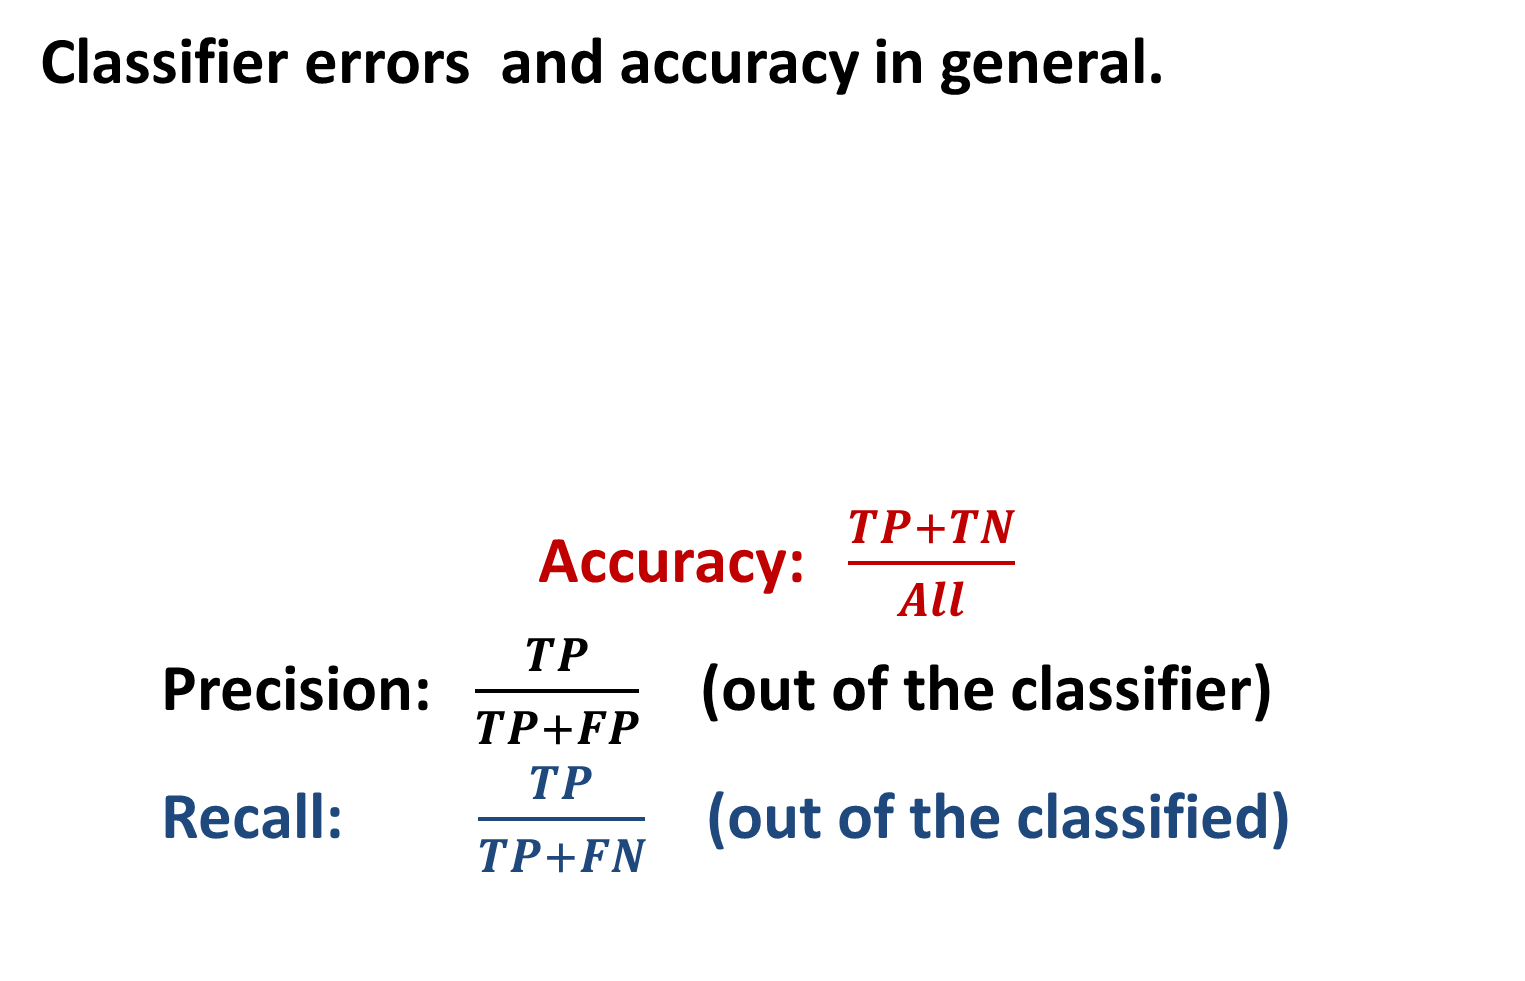 Classifier errors  and accuracy in general.
Accuracy: TP+TN / All
Precision: TP / TP+FP (out of the classifier)
Recall: TP / TP+FN (out of the classified)